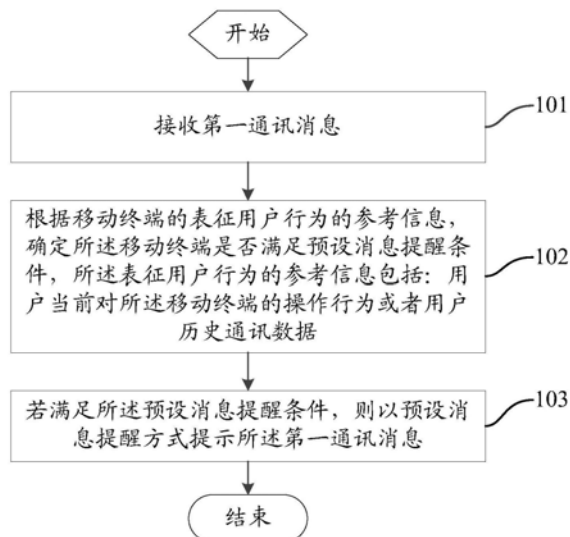 开始
接收第一通讯消息
101
根据移动终端的表征用户行为的参考信息，
确定所述移动终端是否满足预设消息提醒条
件，所述表征用户行为的参考信息包括：用
户当前对所述移动终端的操作行为或者用户
历史通讯数据
102
若满足所述预设消息提醒条件，则以预设消
息提醒方式提示所述第一通讯消息
103
结束